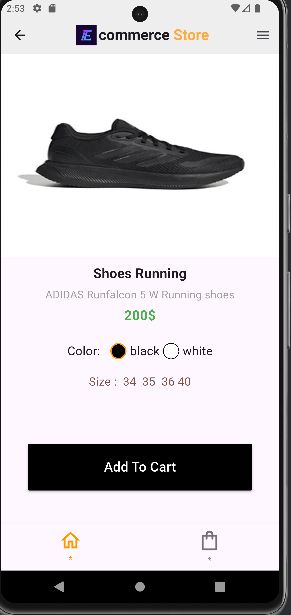 2:53
E commerce Store
Shoes Running
ADIDAS Runfalcon 5 W Running shoes
200$
Color: black white
Size : 34 35 36 40
Add To Cart